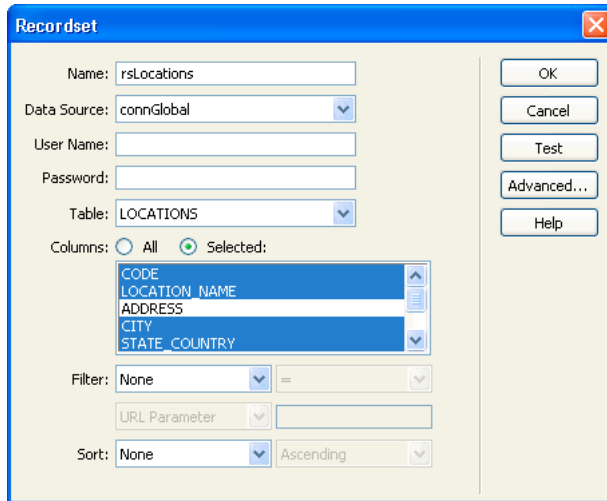 Recordset
Name: rsLocations
OK
Data Source: connGlobal
Cancel
User Name:
Test
Password:
Advanced...
Table: LOCATIONS
Help
Columns: All Selected:
CODE
LOCATION_NAME
ADDRESS
CITY
STATE_COUNTRY
Filter: None =
URL Parameter
Sort: None Ascending